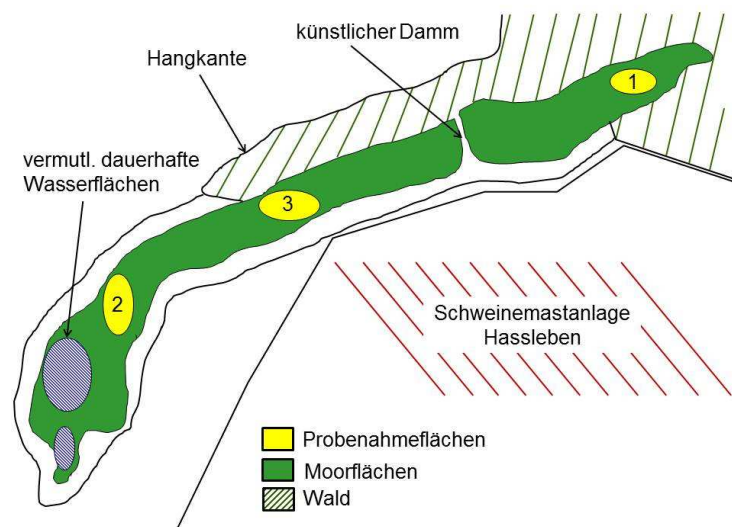 künstlicher Damm
Hangkante
1
vermutl. dauerhafte
Wasserflächen
3
2
Schweinemastanlage
Hassleben
Probenahmeflächen
Moorflächen
Wald